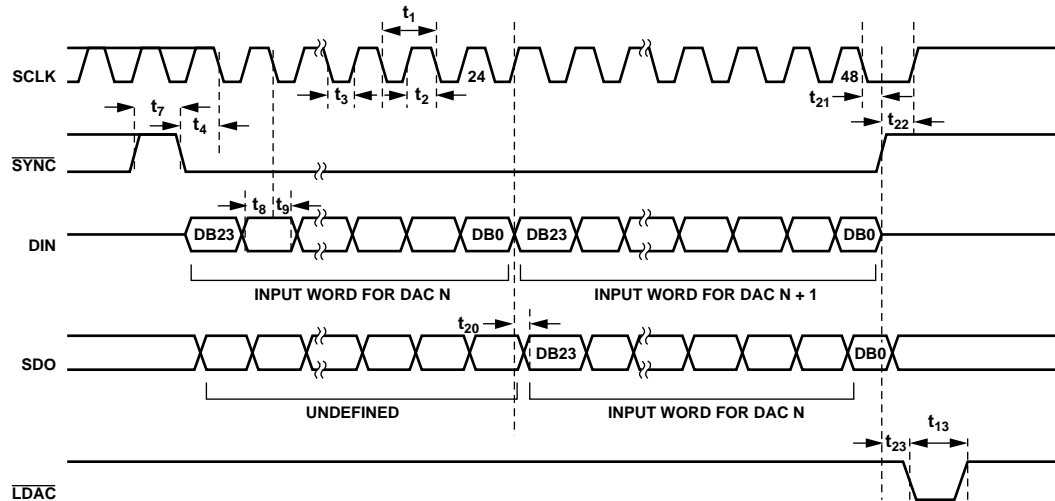 t1
SCLK
24
48
t3
t2
t21
t7
t4
t22
SYNC
t8
t9
DIN
DB23
DB0
DB23
DB0
INPUT WORD FOR DAC N
INPUT WORD FOR DAC N + 1
t20
SDO
DB23
DB0
UNDEFINED
INPUT WORD FOR DAC N
t23
t13
LDAC